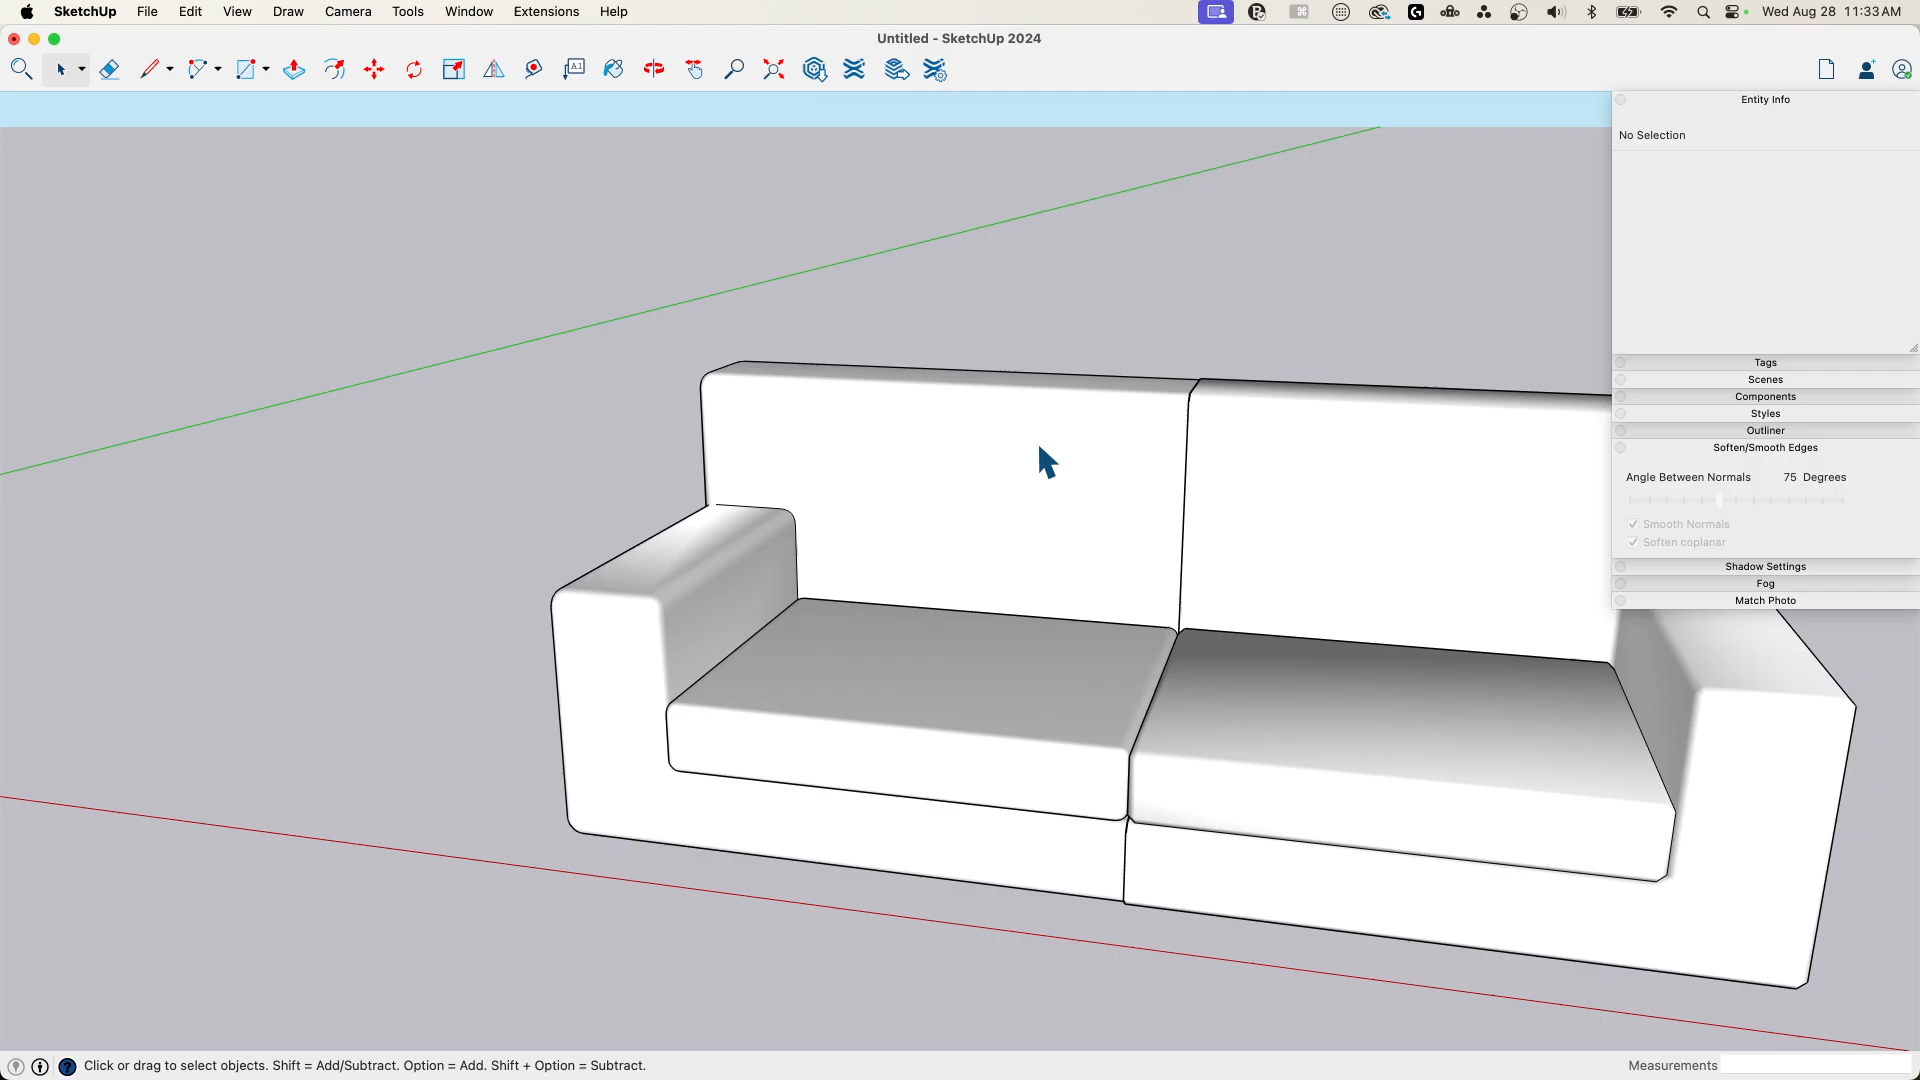 SketchUp File Edit View Draw Camera Tools Window Extensions Help Wed Aug 28 11:33 AM
Untitled - SketchUp 2024
Entity Info
No Selection
Tags
Scenes
Components
Styles
Outliner
Soften/Smooth Edges
Angle Between Normals 75 Degrees
Smooth Normals
Soften coplanar
Shadow Settings
Fog
Match Photo
Click or drag to select objects. Shift = Add/Subtract. Option = Add. Shift + Option = Subtract. Measurements